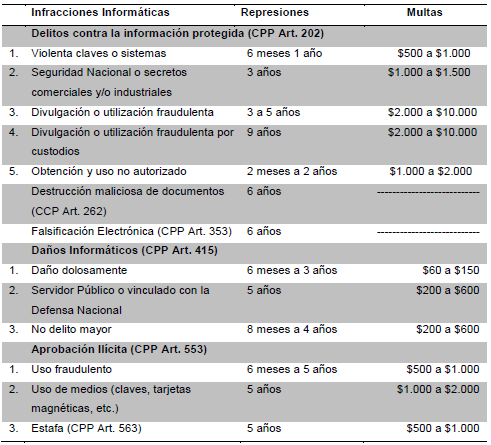 Infracciones Informáticas Represiones Multas
Delitos contra la información protegida (CPP Art. 202)
1. Violenta claves o sistemas 6 meses 1 año $500 a $1.000
2. Seguridad Nacional o secretos 3 años $1.000 a $1.500
comerciales y/o industriales
3. Divulgación o utilización fraudulenta 3 a 5 años $2.000 a $10.000
4. Divulgación o utilización fraudulenta por 9 años $2.000 a $10.000
custodios
5. Obtención y uso no autorizado 2 meses a 2 años $1.000 a $2.000
Destrucción maliciosa de documentos 6 años ---------------------------
(CCP Art. 262)
Falsificación Electrónica (CPP Art. 353) 6 años ---------------------------
Daños Informáticos (CPP Art. 415)
1. Daño dolosamente 6 meses a 3 años $60 a $150
2. Servidor Público o vinculado con la 5 años $200 a $600
Defensa Nacional
3. No delito mayor 8 meses a 4 años $200 a $600
Aprobación Ilícita (CPP Art. 553)
1. Uso fraudulento 6 meses a 5 años $500 a $1.000
2. Uso de medios (claves, tarjetas 5 años $1.000 a $2.000
magnéticas, etc.)
3. Estafa (CPP Art. 563) 5 años $500 a $1.000